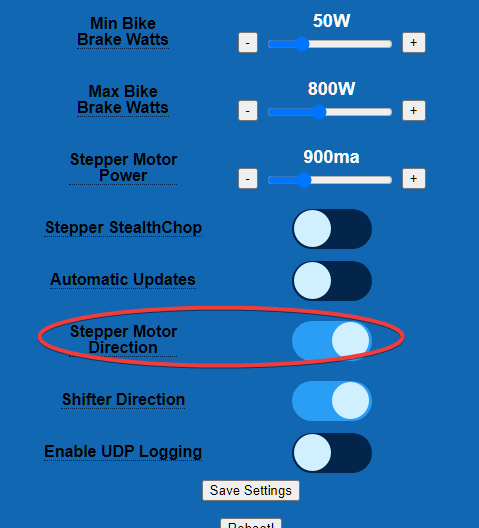 Min Bike
Brake Watts
50W
-
+
Max Bike
Brake Watts
800W
-
+
Stepper Motor
Power
900ma
-
+
Stepper StealthChop
Automatic Updates
Stepper Motor
Direction
Shifter Direction
Enable UDP Logging
Save Settings
Reboot!